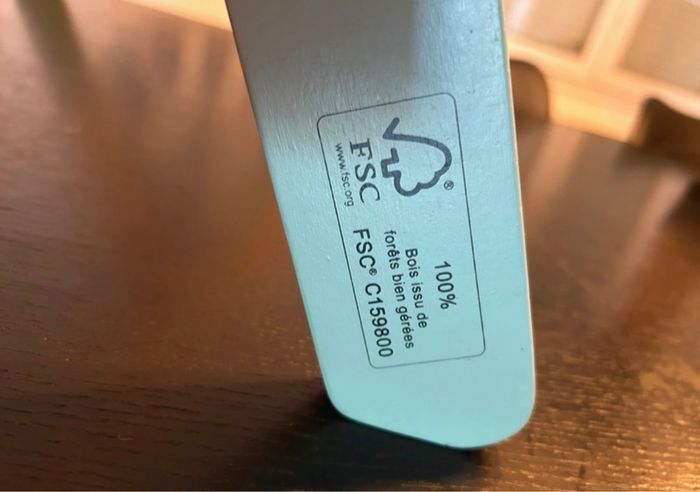 ®
FSC
www.fsc.org
100%
Bois issu de
forêts bien gérées
FSC® C159800